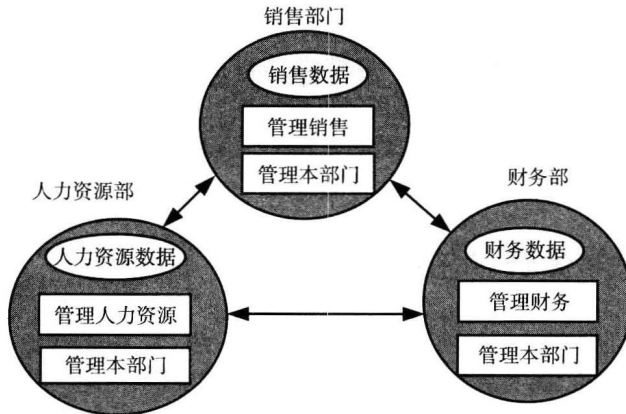 销售部门
销售数据
管理销售
管理本部门
人力资源部
人力资源数据
管理人力资源
管理本部门
财务部
财务数据
管理财务
管理本部门